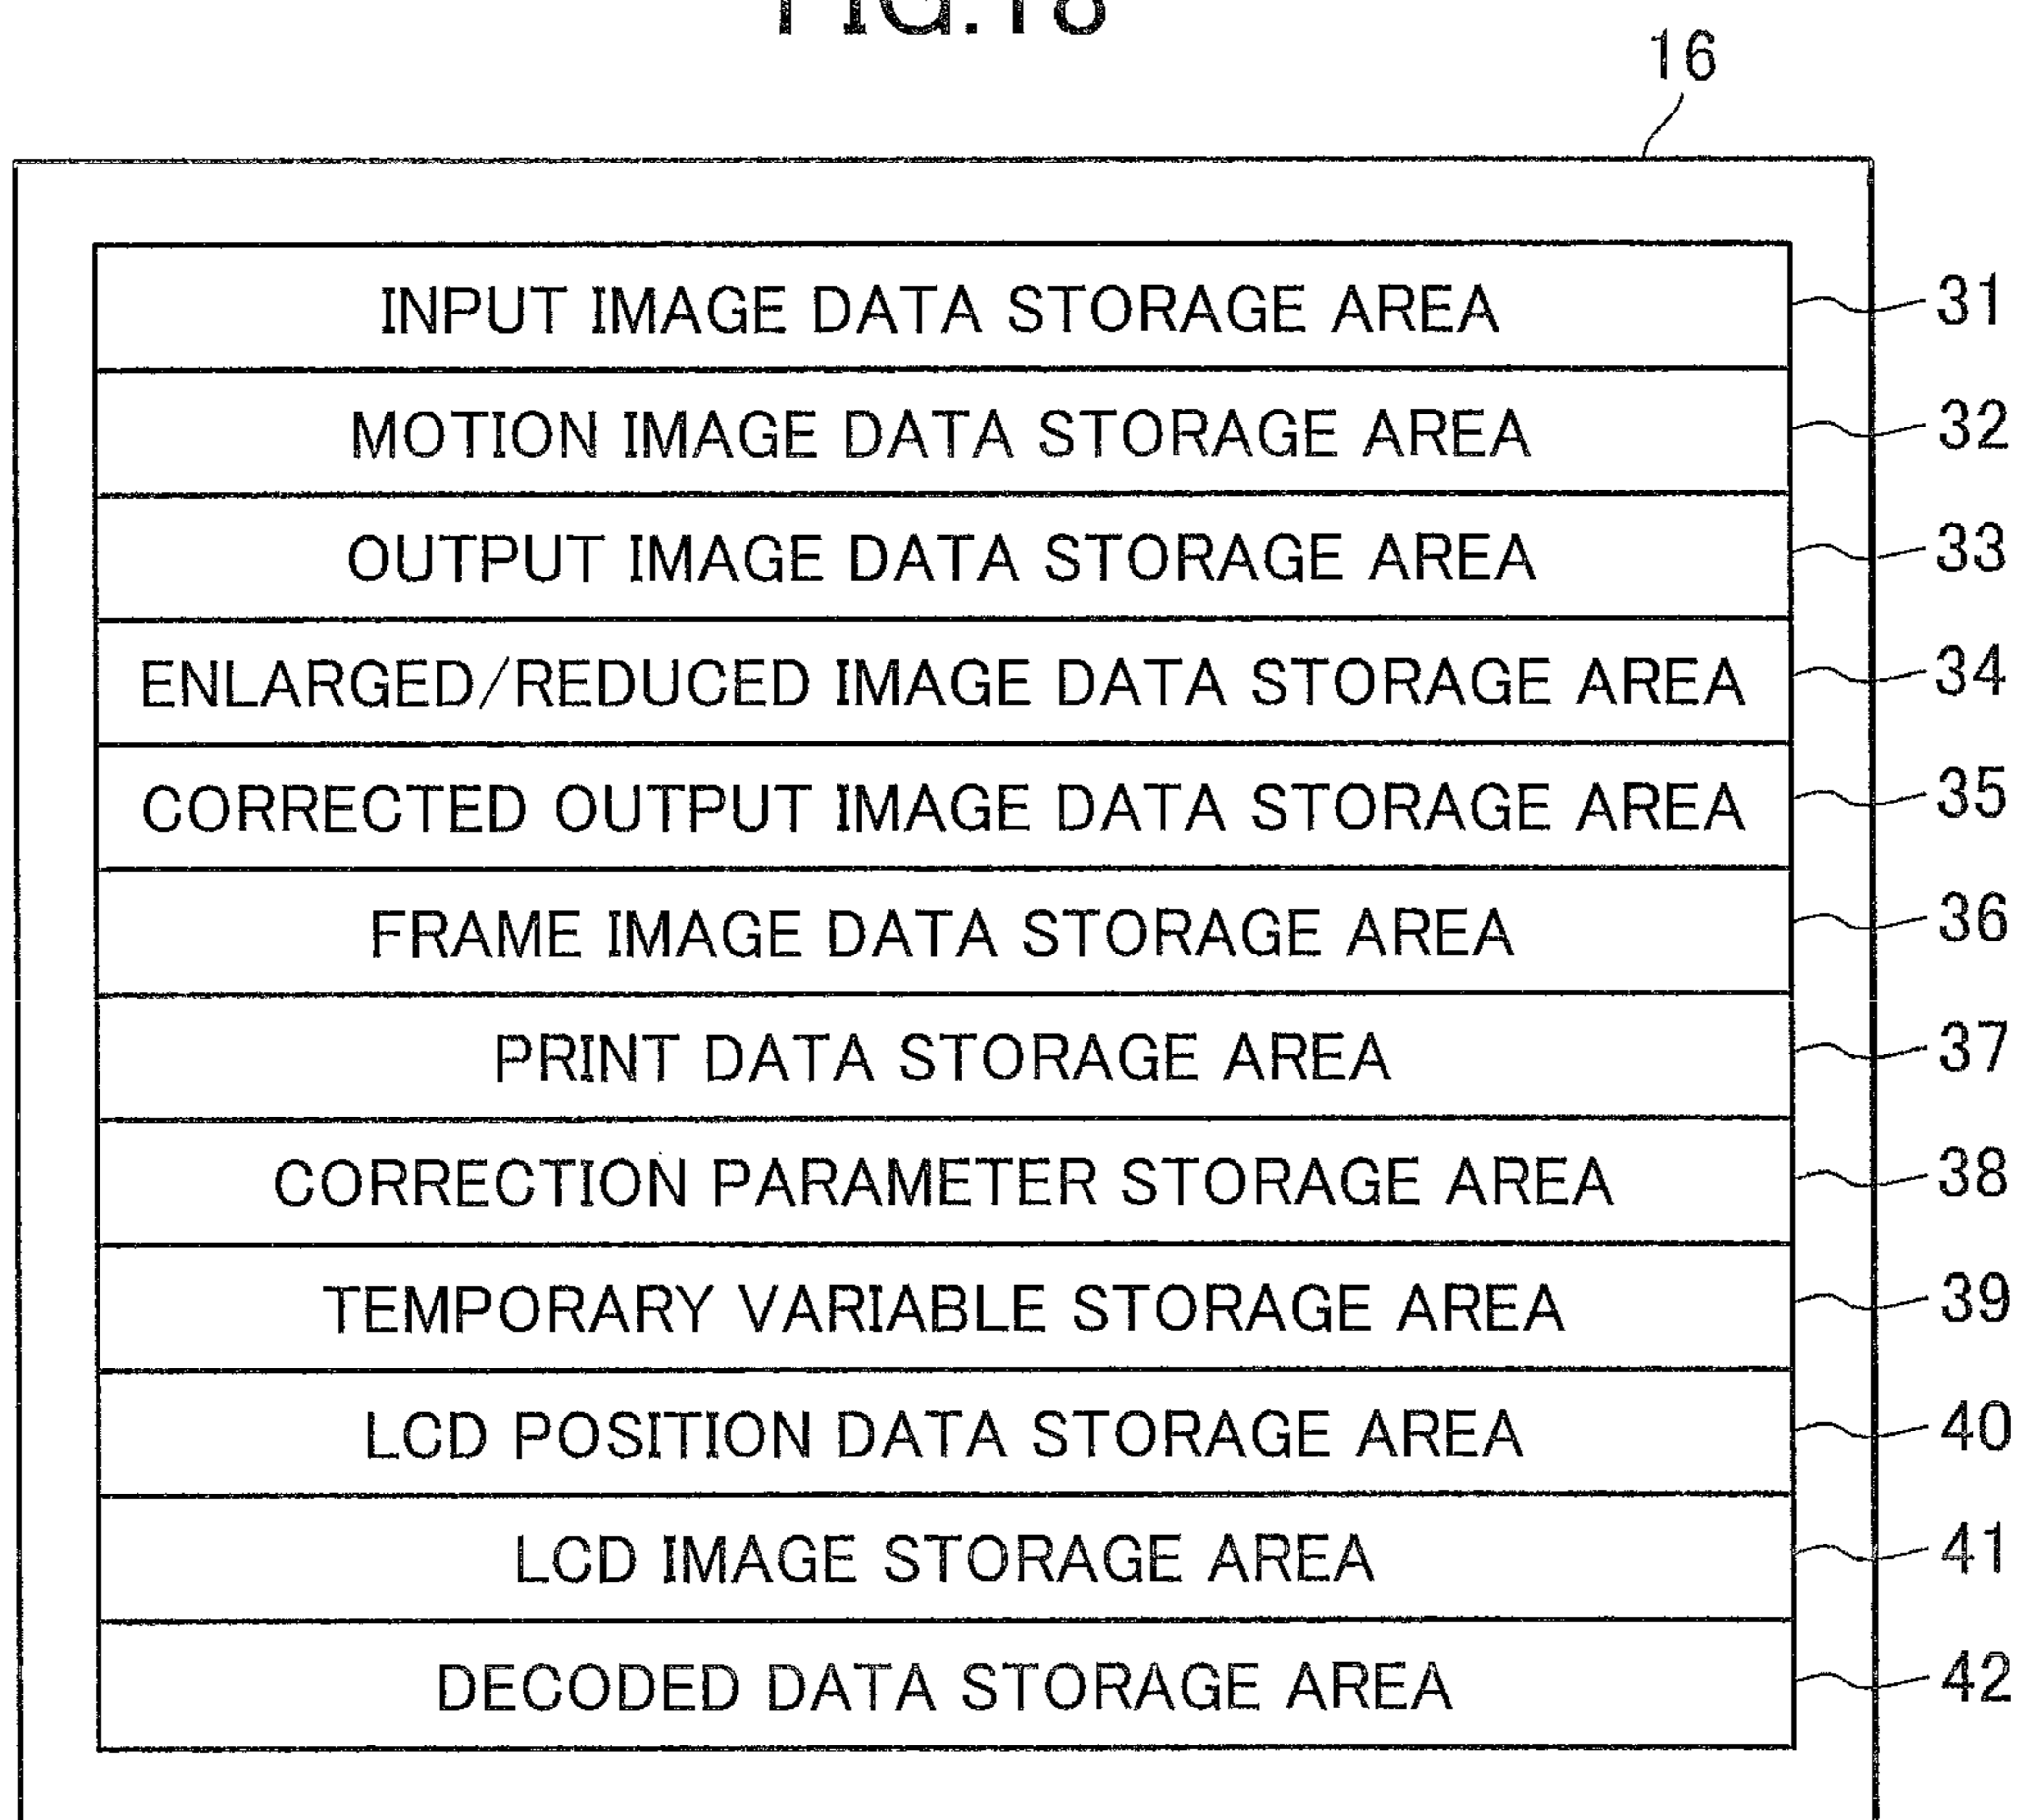 FIG.18
16
INPUT IMAGE DATA STORAGE AREA 31
MOTION IMAGE DATA STORAGE AREA 32
OUTPUT IMAGE DATA STORAGE AREA 33
ENLARGED/REDUCED IMAGE DATA STORAGE AREA 34
CORRECTED OUTPUT IMAGE DATA STORAGE AREA 35
FRAME IMAGE DATA STORAGE AREA 36
PRINT DATA STORAGE AREA 37
CORRECTION PARAMETER STORAGE AREA 38
TEMPORARY VARIABLE STORAGE AREA 39
LCD POSITION DATA STORAGE AREA 40
LCD IMAGE STORAGE AREA 41
DECODED DATA STORAGE AREA 42